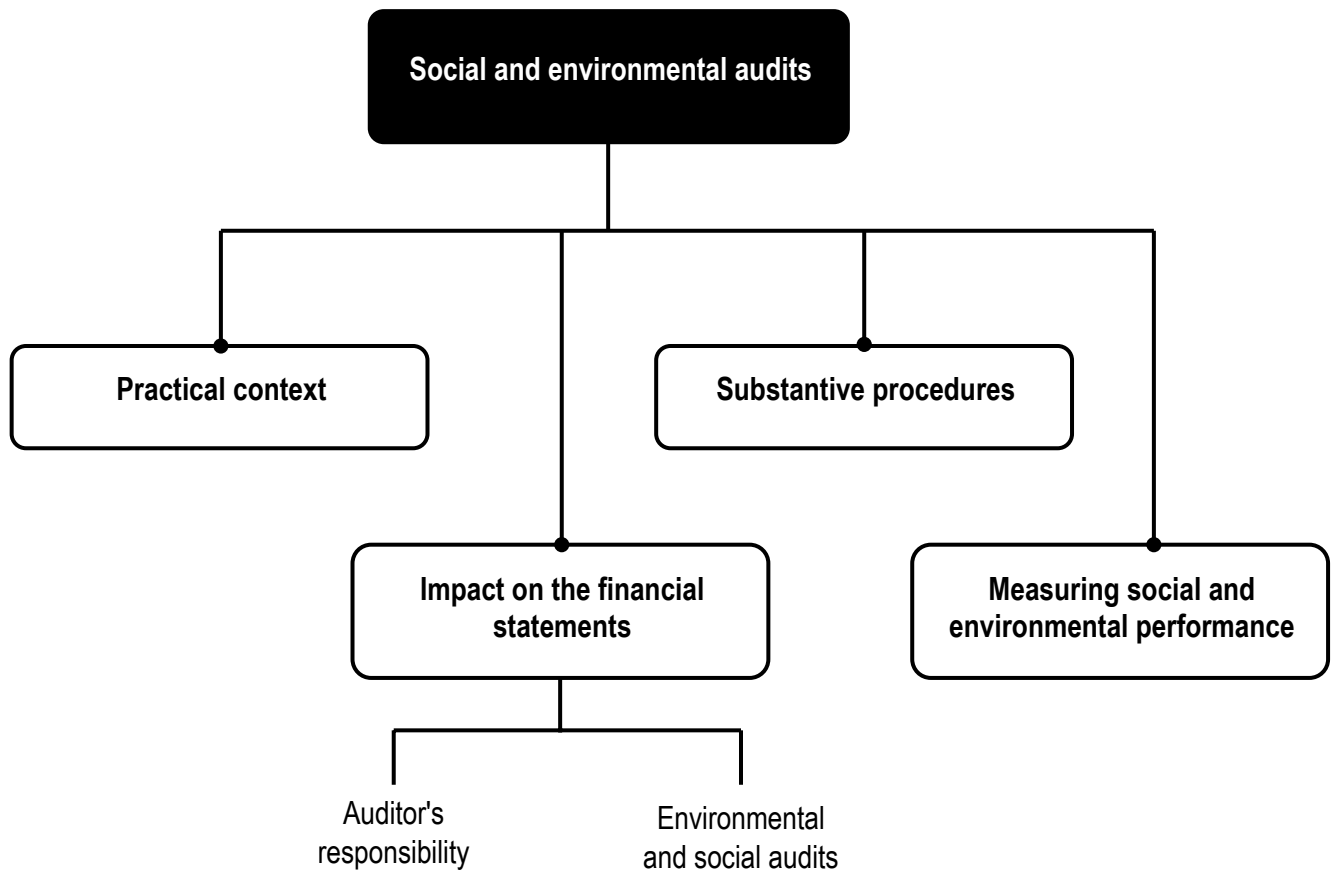 Social and environmental audits
Practical context
Substantive procedures
Impact on the financial
statements
Measuring social and
environmental performance
Auditor's
responsibility
Environmental
and social audits